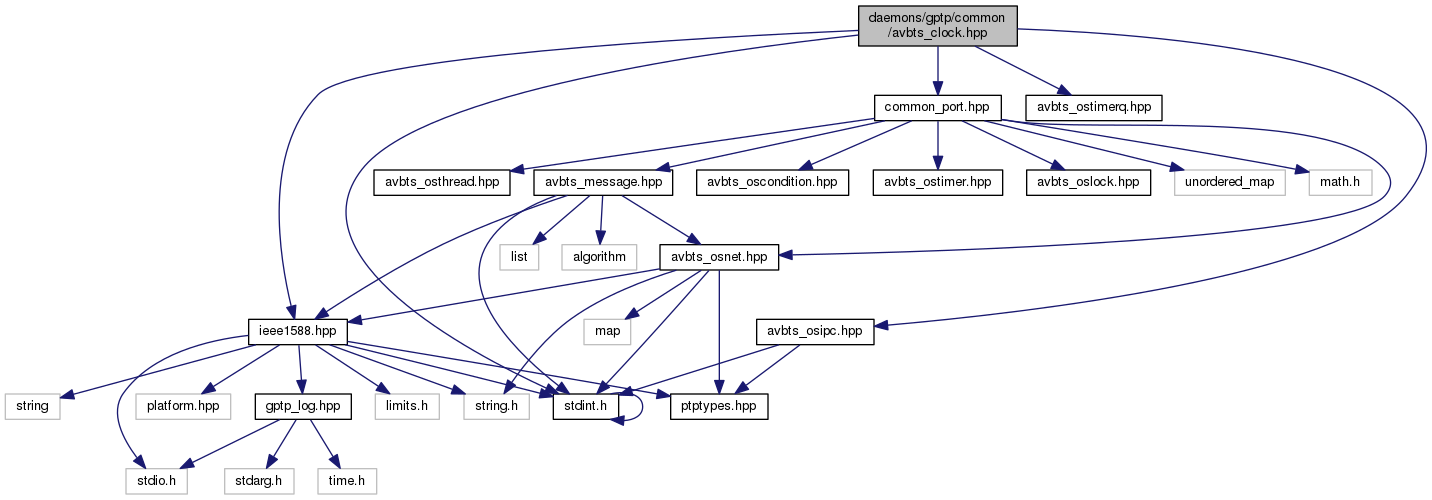 daemons/gptp/common
/avbts_clock.hpp
common_port.hpp
avbts_ostimerq.hpp
avbts_osthread.hpp
avbts_message.hpp
avbts_oscondition.hpp
avbts_ostimer.hpp
avbts_oslock.hpp
unordered_map
math.h
list
algorithm
avbts_osnet.hpp
ieee1588.hpp
map
avbts_osipc.hpp
string
platform.hpp
gptp_log.hpp
limits.h
string.h
stdint.h
ptptypes.hpp
stdio.h
stdarg.h
time.h